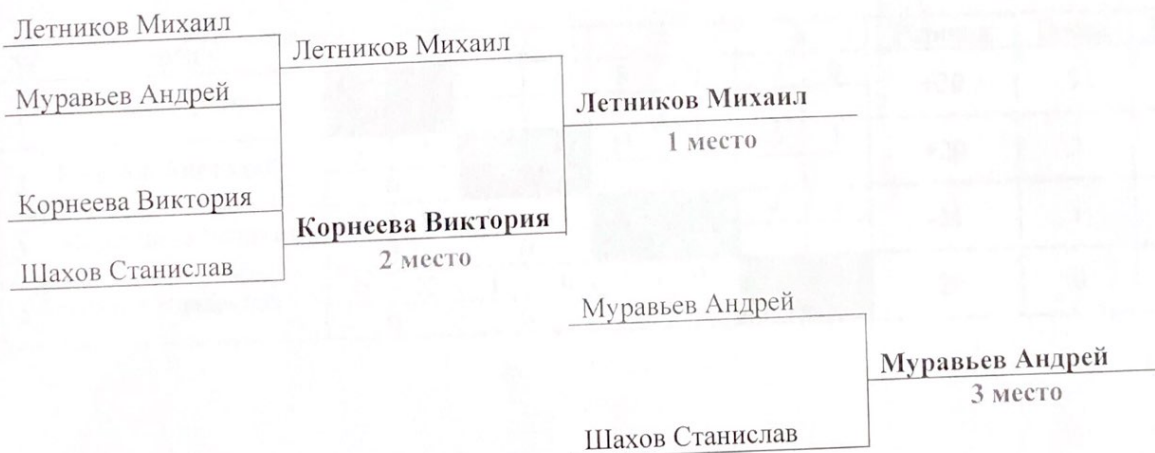 Летников Михаил
Летников Михаил
Муравьев Андрей
Летников Михаил
1 место
Корнеева Виктория
Корнеева Виктория
2 место
Шахов Станислав
Муравьев Андрей
Муравьев Андрей
3 место
Шахов Станислав